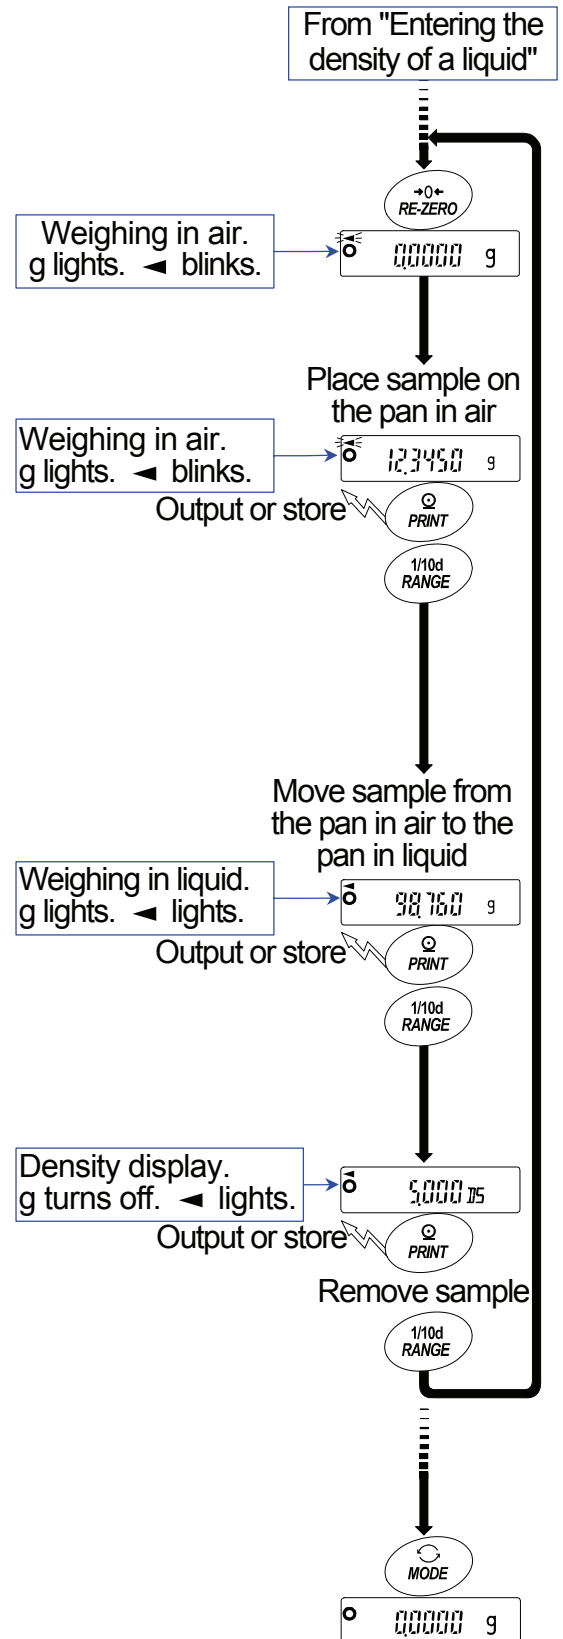 From "Entering the
density of a liquid"
→0←
RE-ZERO
Weighing in air.
g lights. ◄ blinks.
0.0000 g
Place sample on
the pan in air
Weighing in air.
g lights. ◄ blinks.
12.3450 g
Output or store
PRINT
1/10d
RANGE
Move sample from
the pan in air to the
pan in liquid
Weighing in liquid.
g lights. ◄ lights.
98.760 g
Output or store
PRINT
1/10d
RANGE
Density display.
g turns off. ◄ lights.
5.000 DS
Output or store
PRINT
Remove sample
1/10d
RANGE
MODE
0.0000 g